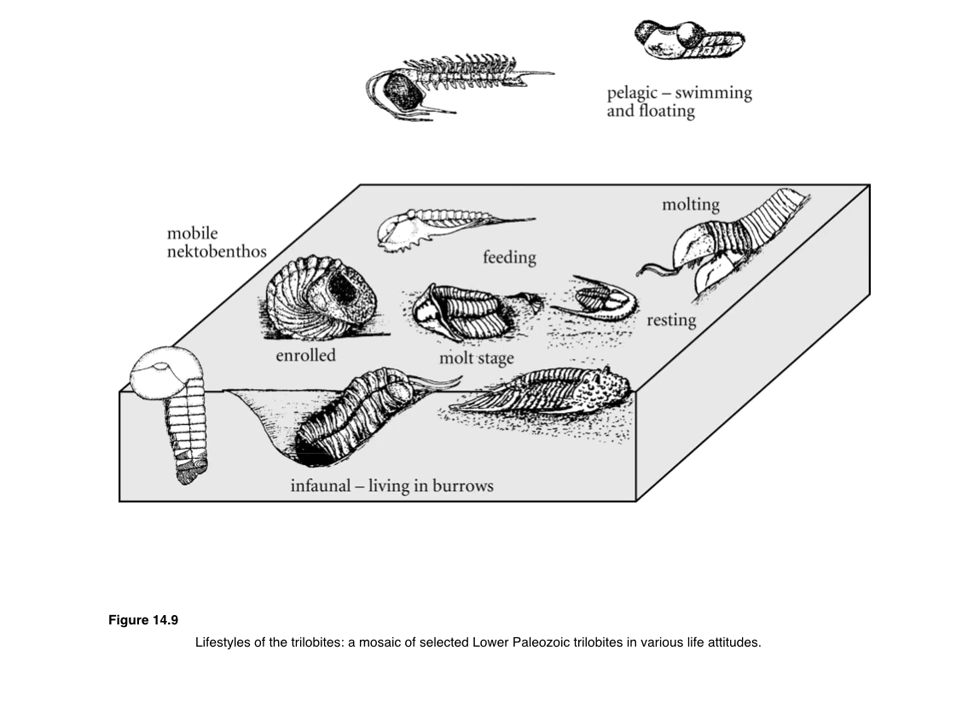 pelagic – swimming
and floating
molting
mobile
nektobenthos
feeding
resting
enrolled
molt stage
infaunal – living in burrows
Figure 14.9
Lifestyles of the trilobites: a mosaic of selected Lower Paleozoic trilobites in various life attitudes.